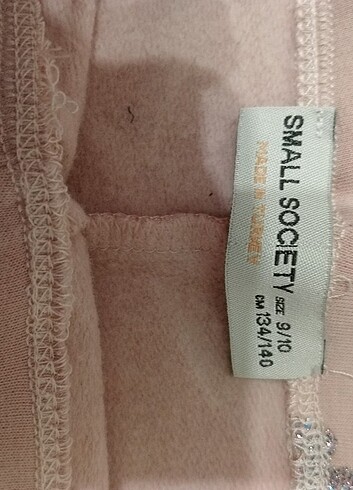 SMALL SOCIETY
MADE IN TURKEY
SIZE 9/10
CM 134/140